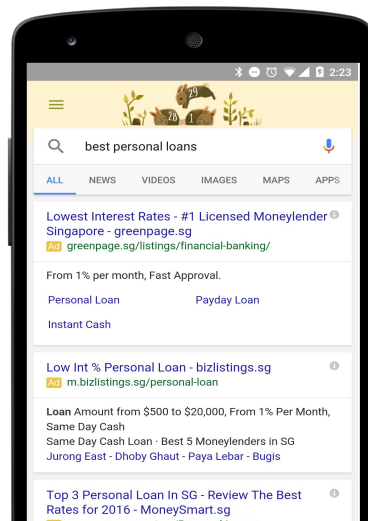 2:23
29
28 1
best personal loans
ALL NEWS VIDEOS IMAGES MAPS APPS
Lowest Interest Rates - #1 Licensed Moneylender
Singapore - greenpage.sg
Ad greenpage.sg/listings/financial-banking/
From 1% per month, Fast Approval.
Personal Loan Payday Loan
Instant Cash
Low Int % Personal Loan - bizlistings.sg
Ad m.bizlistings.sg/personal-loan
Loan Amount from $500 to $20,000, From 1% Per Month,
Same Day Cash
Same Day Cash Loan · Best 5 Moneylenders in SG
Jurong East - Dhoby Ghaut - Paya Lebar - Bugis
Top 3 Personal Loan In SG - Review The Best
Rates for 2016 - MoneySmart.sg